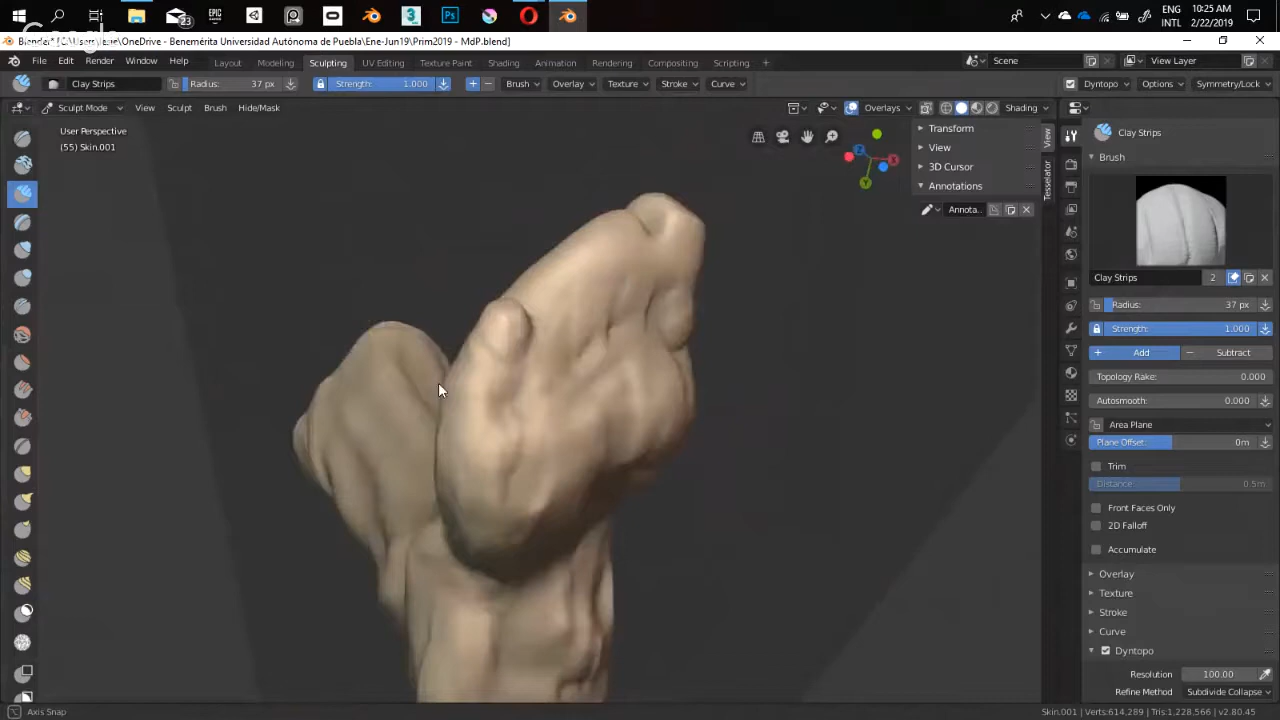 ENG
10:25 AM
23
INTL
2/22/2019
Google
Blender* [C:\Users\
\OneDrive - Benemérita Universidad Autónoma de Puebla\Ene-Jun19\Prim2019 - MdP.blend]
File Edit Render Window Help Layout Modeling Sculpting UV Editing Texture Paint Shading Animation Rendering Compositing Scripting Scene View Layer
Clay Strips Radius: 37 px Strength: 1.000 Brush Overlay Texture Stroke Curve Dyntopo Options Symmetry/Lock
Sculpt Mode View Sculpt Brush Hide/Mask Overlays Shading
User Perspective
(55) Skin.001
Transform
View
3D Cursor
Annotations
Annota..
View
Tesselator
Clay Strips
Brush
Clay Strips 2
Radius: 37 px
Strength: 1.000
Add Subtract
Topology Rake: 0.000
Autosmooth: 0.000
Area Plane
Plane Offset: 0m
Trim
Distance: 0.5m
Front Faces Only
2D Falloff
Accumulate
Overlay
Texture
Stroke
Curve
Dyntopo
Resolution 100.00
Refine Method Subdivide Collapse
Axis Snap
Skin.001 | Verts:614,289 | Tris:1,228,566 | v2.80.45